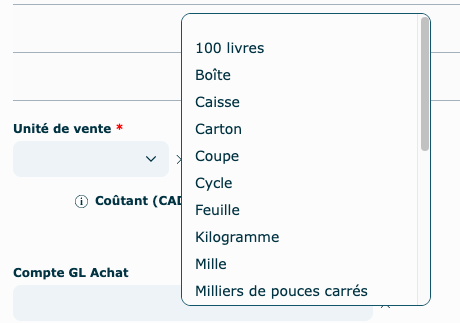 100 livres
Boîte
Caisse
Carton
Unité de vente *
Coupe
Cycle
Coûtant (CAD
Feuille
Kilogramme
Mille
Compte GL Achat
Milliers de pouces carrés